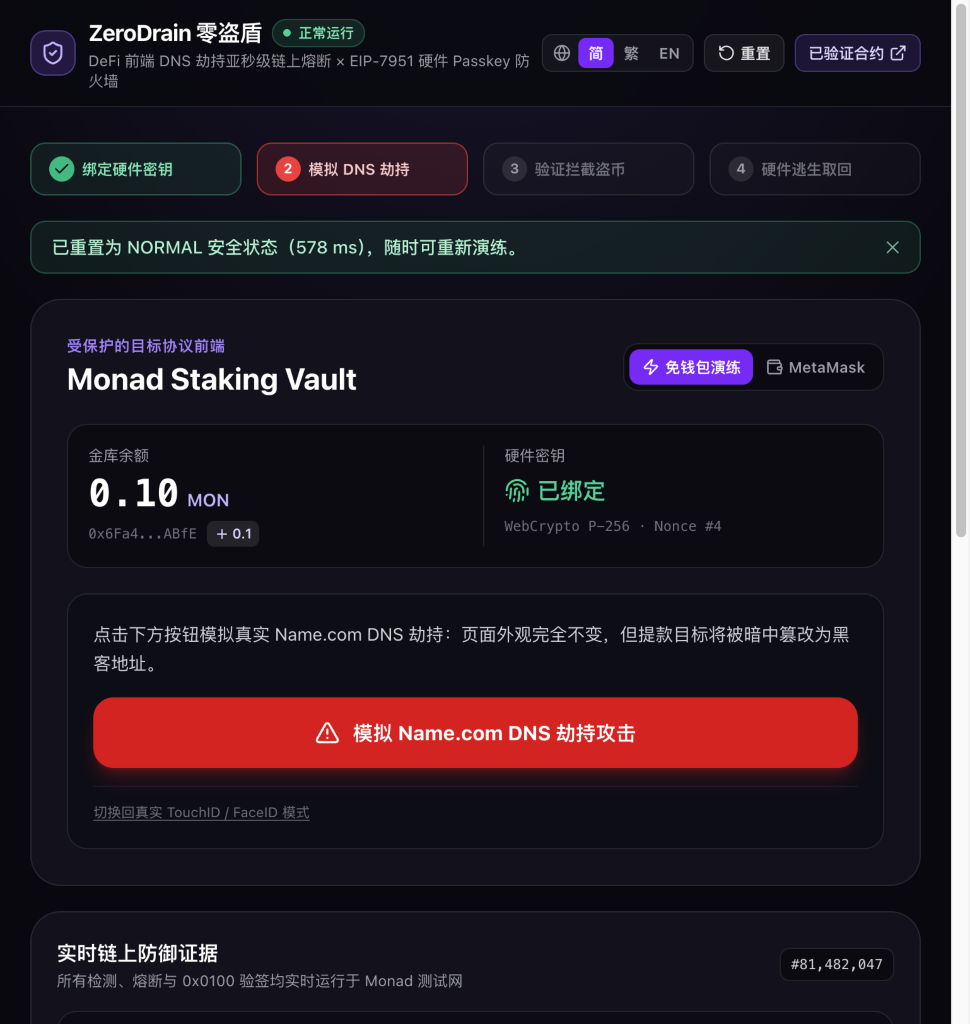 ZeroDrain 零盗盾
正常运行
DeFi 前端 DNS 劫持亚秒级链上熔断 × EIP-7951 硬件 Passkey 防
火墙
简
繁
EN
重置
已验证合约
绑定硬件密钥
2 模拟 DNS 劫持
3 验证拦截盗币
4 硬件逃生取回
已重置为 NORMAL 安全状态（578 ms），随时可重新演练。
受保护的目标协议前端
Monad Staking Vault
免钱包演练
MetaMask
金库余额
0.10 MON
0x6Fa4...ABfE
+ 0.1
硬件密钥
已绑定
WebCrypto P-256 · Nonce #4
点击下方按钮模拟真实 Name.com DNS 劫持：页面外观完全不变，但提款目标将被暗中篡改为黑
客地址。
模拟 Name.com DNS 劫持攻击
切换回真实 TouchID / FaceID 模式
实时链上防御证据
所有检测、熔断与 0x0100 验签均实时运行于 Monad 测试网
#81,482,047